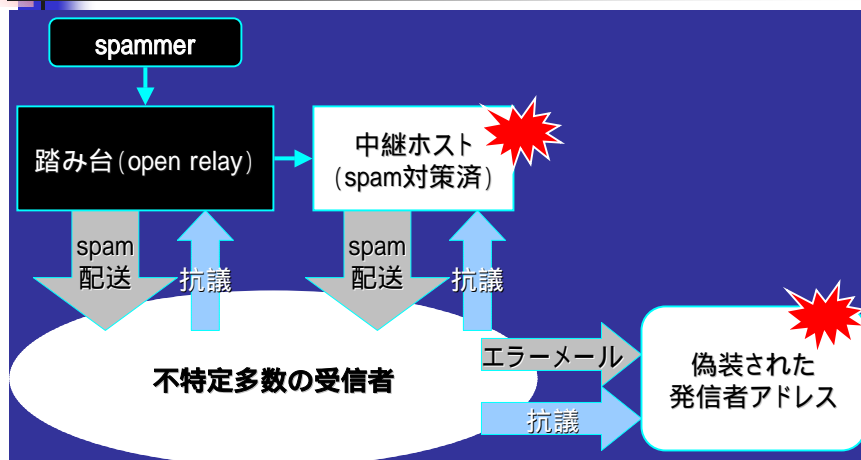 spammer
踏み台(open relay)
中継ホスト
(spam対策済)
spam
配送
抗議
spam
配送
抗議
不特定多数の受信者
エラーメール
抗議
偽装された
発信者アドレス